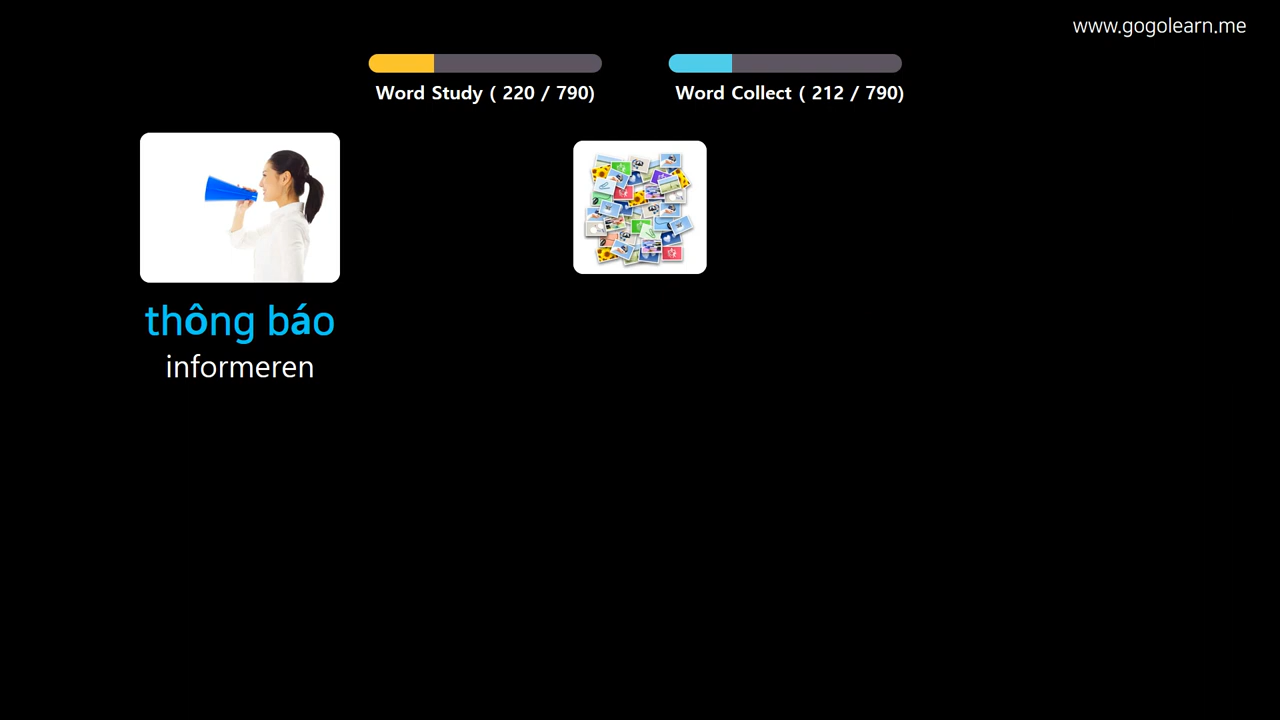 www.gogolearn.me
Word Study ( 220 / 790)
Word Collect ( 212 / 790)
thông báo
informeren